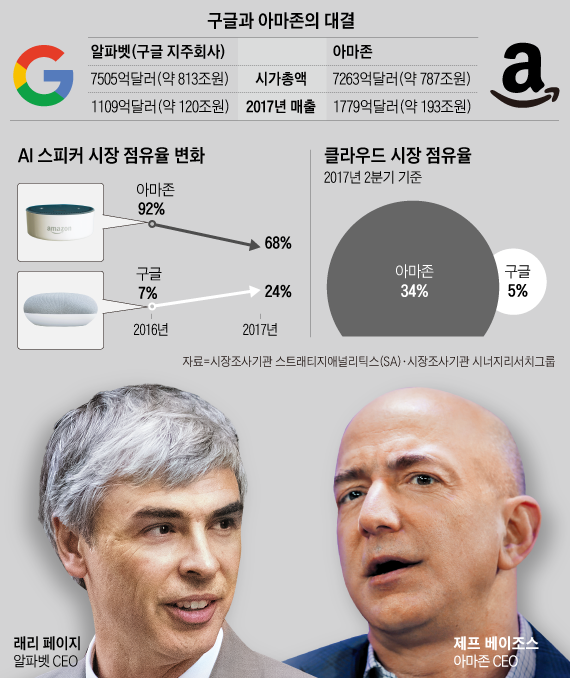 구글과 아마존의 대결
알파벳(구글 지주회사) 아마존
7505억달러(약 813조원) 시가총액 7263억달러(약 787조원)
1109억달러(약 120조원) 2017년 매출 1779억달러(약 193조원)
AI 스피커 시장 점유율 변화
아마존
92%
68%
amazon
구글
7%
24%
2016년 2017년
클라우드 시장 점유율
2017년 2분기 기준
아마존
34%
구글
5%
자료=시장조사기관 스트래티지애널리틱스(SA)·시장조사기관 시너지리서치그룹
래리 페이지
알파벳 CEO
제프 베이조스
아마존 CEO